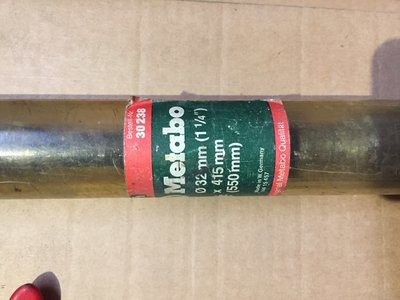 Bestell-Nr.
30 238
Metabo
Ø 32 mm (1 1/4")
x 415 mm
(550 mm)
Made in W. Germany
Original Metabo Qualität